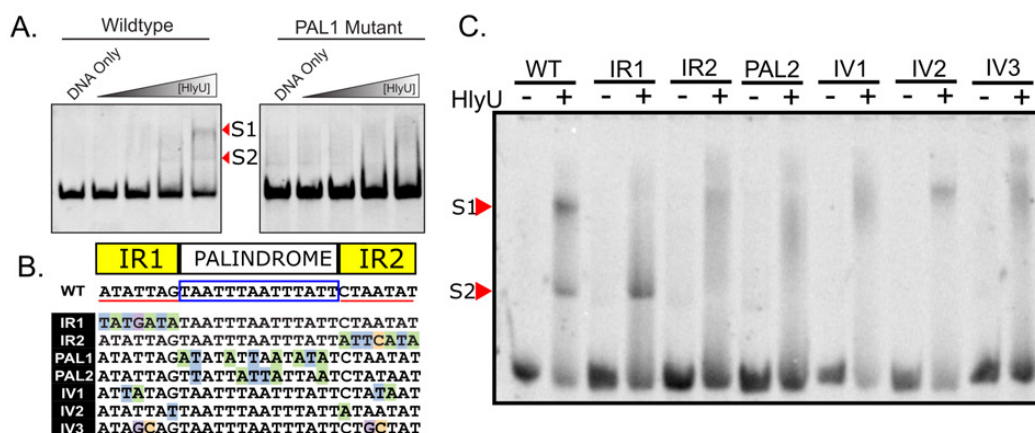 A.
Wildtype
PAL1 Mutant
DNA Only
[HlyU]
DNA Only
[HlyU]
S1
S2
B.
IR1 PALINDROME IR2
WT ATATTAGTAATTTAATTTATTCTAATAT
IR1 TATGATATAATTTAATTTATTCTAATAT
IR2 ATATTAGTAATTTAATTTATTATTCATA
PAL1 ATATTAGATATATTAATATATCTAATAT
PAL2 ATATTAGTTATTATTATTAATCTAATAT
IV1 ATTATAGTAATTTAATTTATTCTATAAT
IV2 ATATTATTAATTTAATTTATTATAATAT
IV3 ATAGCAGTAATTTAATTTATTCTGCTAT
C.
WT IR1 IR2 PAL2 IV1 IV2 IV3
HlyU - + - + - + - + - + - + - +
S1
S2